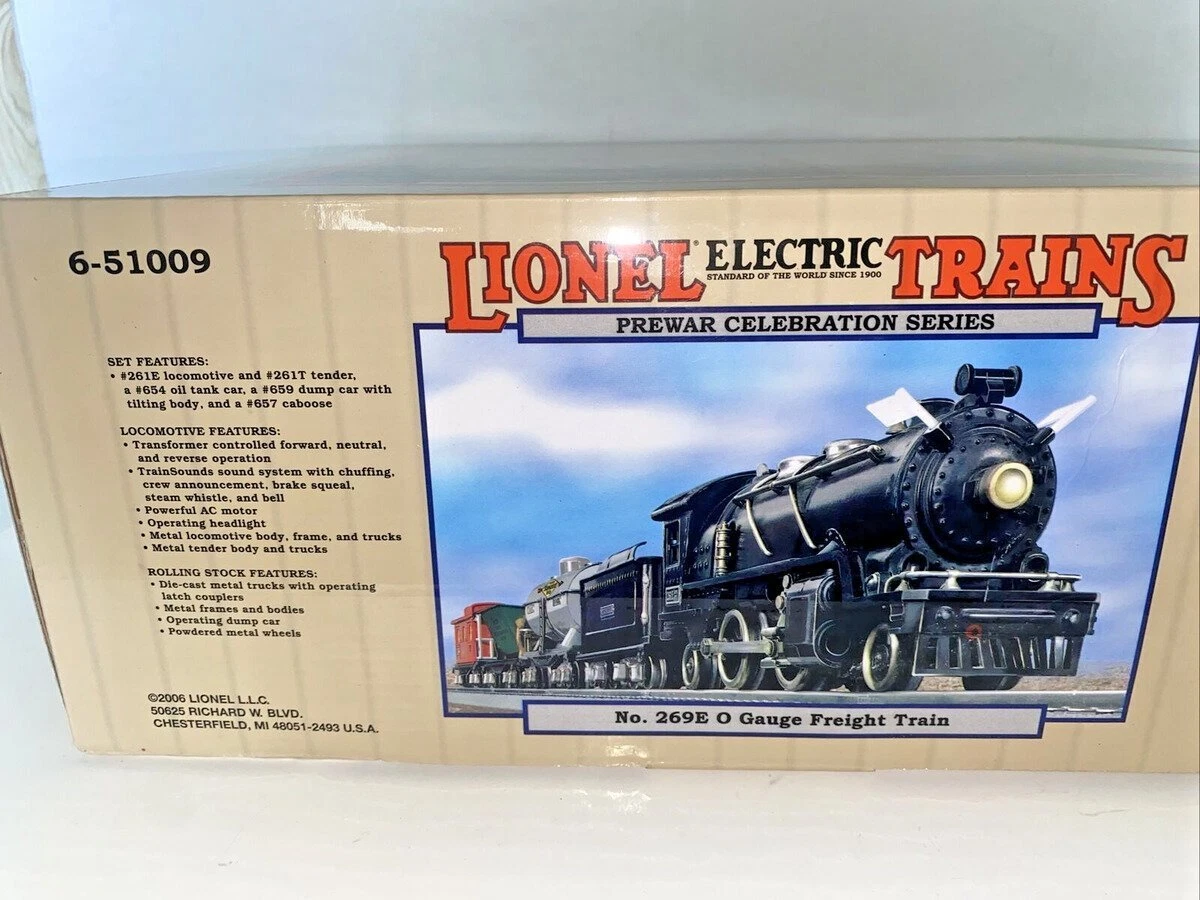 6-51009
LIONEL® ELECTRIC TRAINS
STANDARD OF THE WORLD SINCE 1900
PREWAR CELEBRATION SERIES
SET FEATURES:
• #261E locomotive and #261T tender,
a #654 oil tank car, a #659 dump car with
tilting body, and a #657 caboose
LOCOMOTIVE FEATURES:
• Transformer controlled forward, neutral,
and reverse operation
• TrainSounds sound system with chuffing,
crew announcement, brake squeal,
steam whistle, and bell
• Powerful AC motor
• Operating headlight
• Metal locomotive body, frame, and trucks
• Metal tender body and trucks
ROLLING STOCK FEATURES:
• Die-cast metal trucks with operating
latch couplers
• Metal frames and bodies
• Operating dump car
• Powdered metal wheels
©2006 LIONEL L.L.C.
50625 RICHARD W. BLVD.
CHESTERFIELD, MI 48051-2493 U.S.A.
No. 269E O Gauge Freight Train